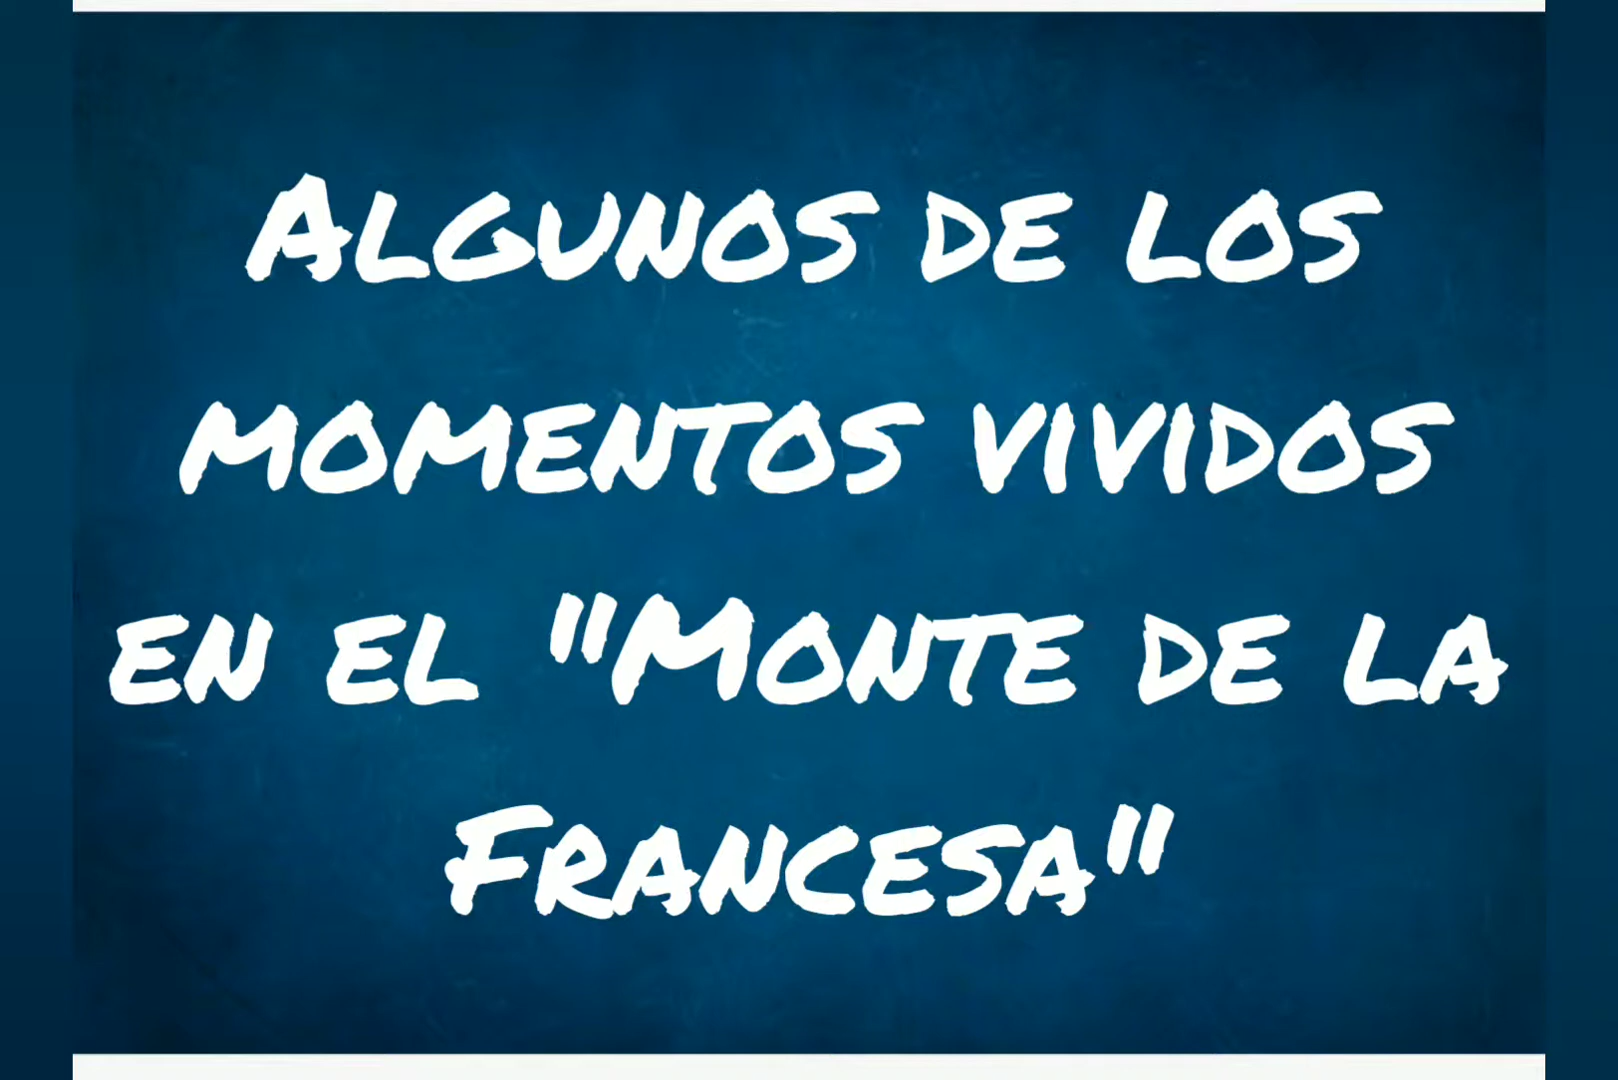 Algunos de los
momentos vividos
en el "Monte de la
Francesa"